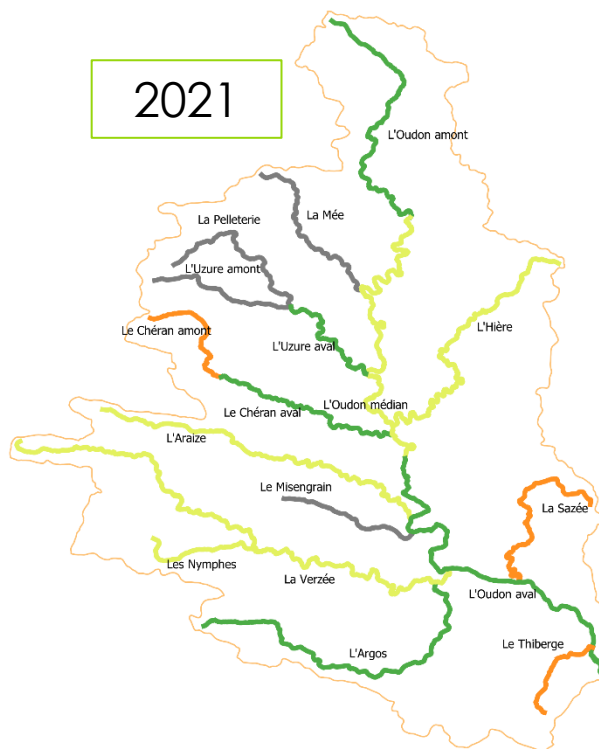 2021
L'Oudon amont
La Pelleterie
La Mée
L'Uzure amont
Le Chéran amont
L'Hière
L'Uzure aval
L'Oudon médian
Le Chéran aval
L'Araize
Le Misengrain
La Sazée
Les Nymphes
La Verzée
L'Oudon aval
L'Argos
Le Thiberge